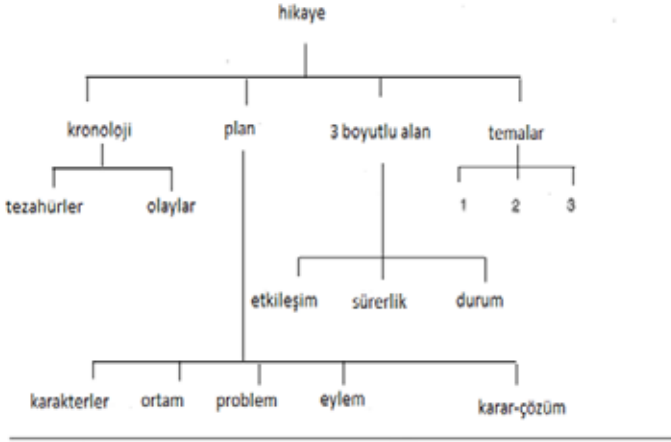 hikaye
kronoloji plan 3 boyutlu alan temalar
tezahürler olaylar 1 2 3
etkileşim sürerlik durum
karakterler ortam problem eylem karar-çözüm